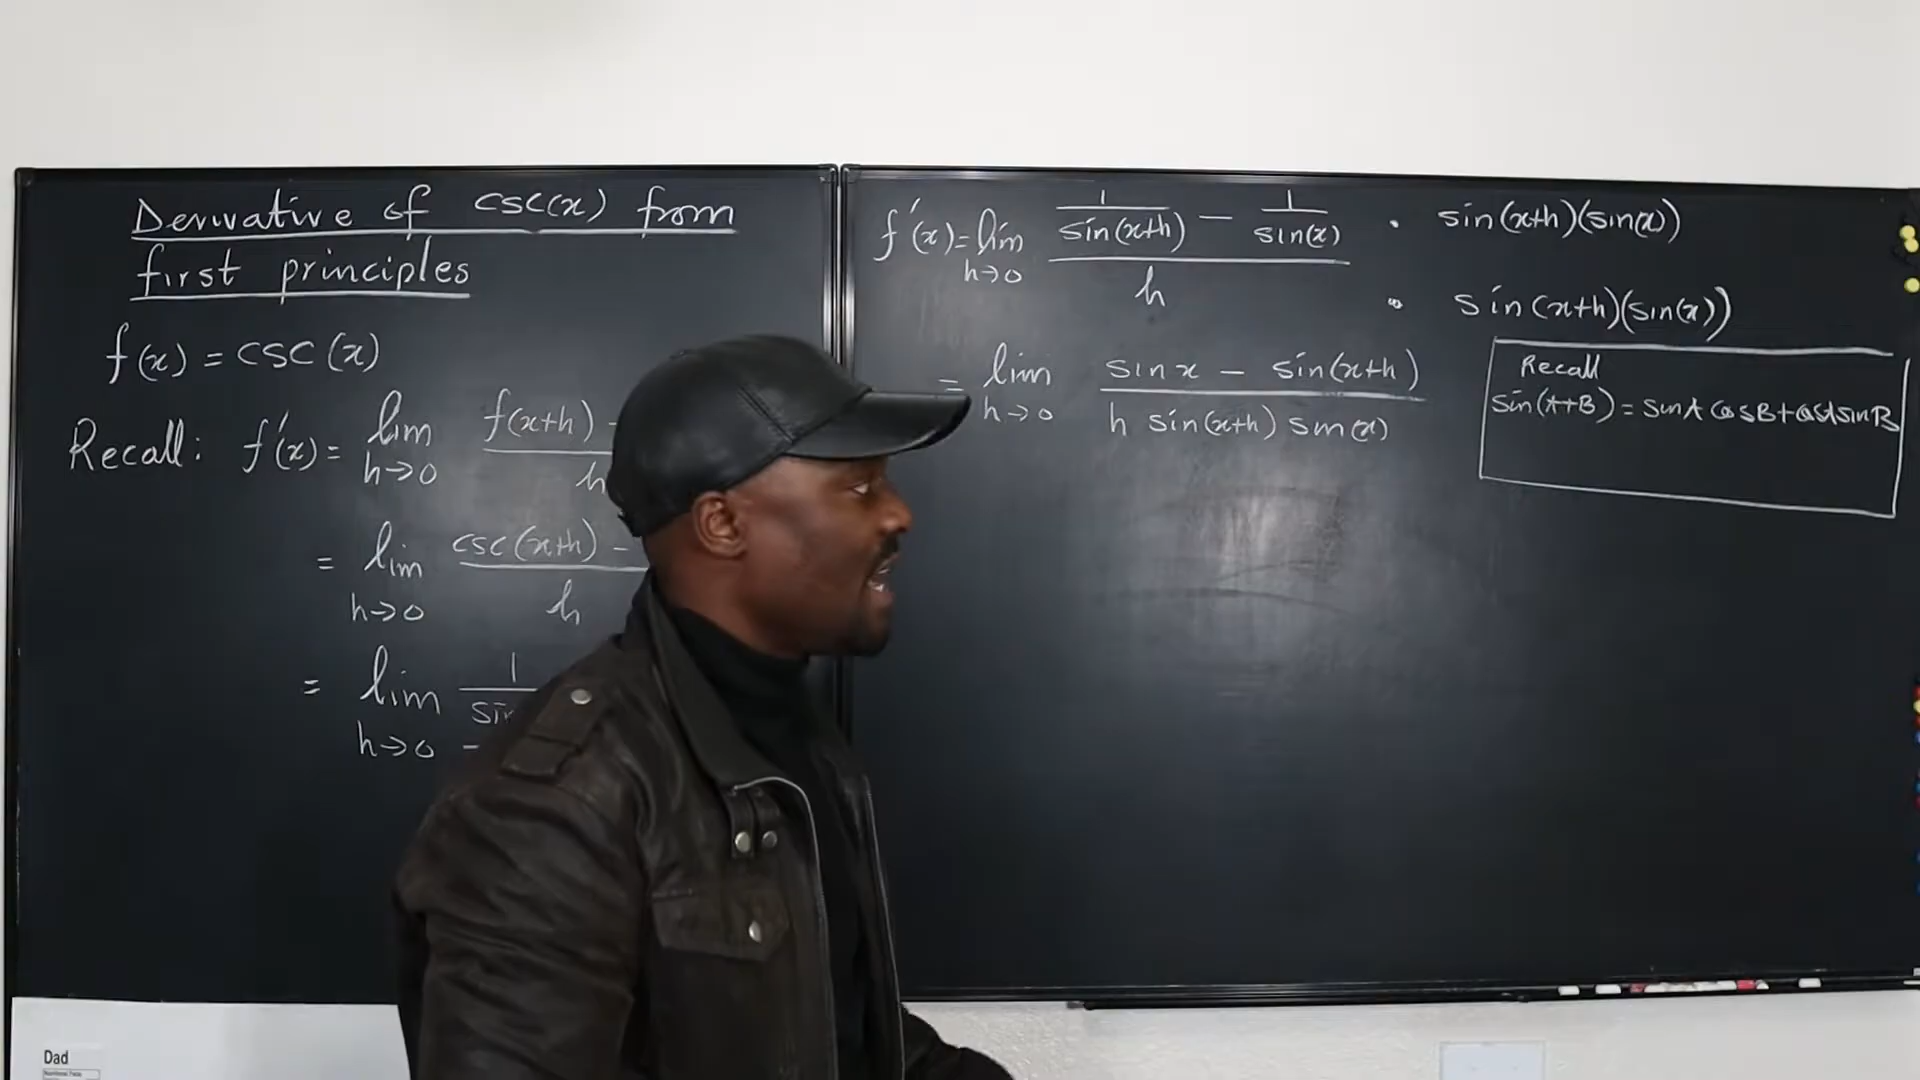 Derivative of csc(x) from
first principles
f(x) = csc(x)
Recall: f'(x) = lim h→0 f(x+h) - / h
= lim h→0 csc(x+h) - / h
= lim h→0 1 / sin
f'(x) = lim h→0 1/sin(x+h) - 1/sin(x) / h · sin(x+h)(sin(x))
· sin(x+h)(sin(x))
= lim h→0 sinx - sin(x+h) / h sin(x+h) sin(x)
Recall
sin(A+B) = sinA cosB + cosA sinB
Dad